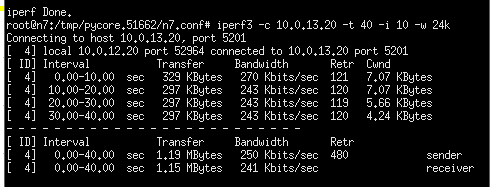 iperf Done.
root@n7:/tmp/pycore.51662/n7.conf# iperf3 -c 10.0.13.20 -t 40 -i 10 -w 24k
Connecting to host 10.0.13.20, port 5201
[  4] local 10.0.12.20 port 52964 connected to 10.0.13.20 port 5201
[ ID] Interval           Transfer     Bandwidth       Retr  Cwnd
[  4]   0.00-10.00  sec   329 KBytes   270 Kbits/sec  121   7.07 KBytes
[  4]  10.00-20.00  sec   297 KBytes   243 Kbits/sec  120   7.07 KBytes
[  4]  20.00-30.00  sec   297 KBytes   243 Kbits/sec  119   5.66 KBytes
[  4]  30.00-40.00  sec   297 KBytes   243 Kbits/sec  120   4.24 KBytes
- - - - - - - - - - - - - - - - - - - - - - - - -
[ ID] Interval           Transfer     Bandwidth       Retr
[  4]   0.00-40.00  sec  1.19 MBytes   250 Kbits/sec  480             sender
[  4]   0.00-40.00  sec  1.15 MBytes   241 Kbits/sec                  receiver